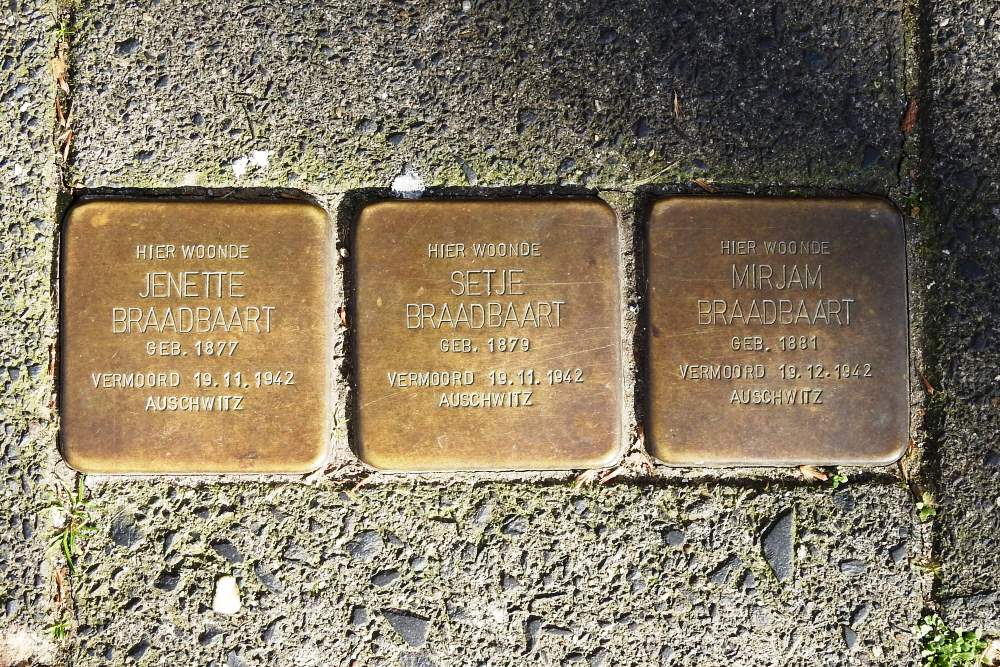 HIER WOONDE
JENETTE
BRAADBAART
GEB. 1877
VERMOORD 19.11.1942
AUSCHWITZ
HIER WOONDE
SETJE
BRAADBAART
GEB. 1879
VERMOORD 19.11.1942
AUSCHWITZ
HIER WOONDE
MIRJAM
BRAADBAART
GEB. 1881
VERMOORD 19.12.1942
AUSCHWITZ